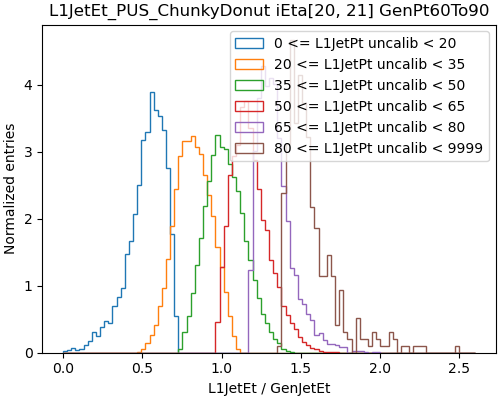 L1JetEt_PUS_ChunkyDonut iEta[20, 21] GenPt60To90
0 <= L1JetPt uncalib < 20
20 <= L1JetPt uncalib < 35
35 <= L1JetPt uncalib < 50
50 <= L1JetPt uncalib < 65
65 <= L1JetPt uncalib < 80
80 <= L1JetPt uncalib < 9999
Normalized entries
4
3
2
1
0
0.0 0.5 1.0 1.5 2.0 2.5
L1JetEt / GenJetEt